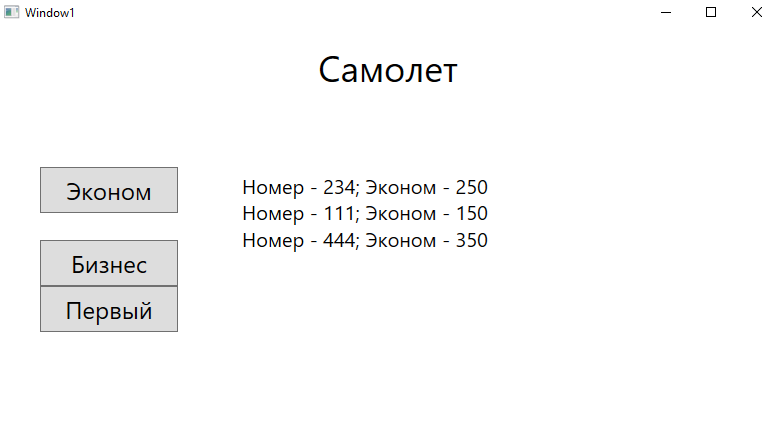 Window1
Самолет
Эконом
Номер - 234; Эконом - 250
Номер - 111; Эконом - 150
Номер - 444; Эконом - 350
Бизнес
Первый